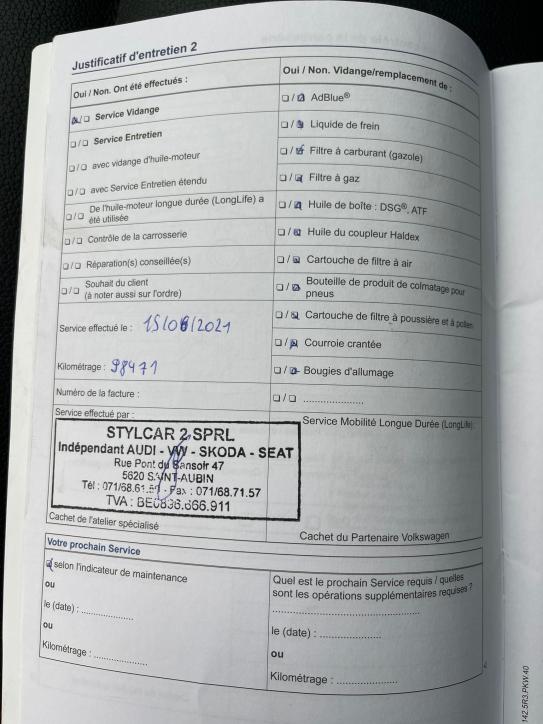 Justificatif d'entretien 2
Oui / Non. Ont été effectués :
☑/☐ Service Vidange
☐/☐ Service Entretien
☐/☐ avec vidange d'huile-moteur
☐/☐ avec Service Entretien étendu
☐/☐ De l'huile-moteur longue durée (LongLife) a
été utilisée
☐/☐ Contrôle de la carrosserie
☐/☐ Réparation(s) conseillée(s)
☐/☐ Souhait du client
(à noter aussi sur l'ordre)
Service effectué le : 15/06/2021
Kilométrage : 98471
Numéro de la facture :
Service effectué par :
STYLCAR 2 SPRL
Indépendant AUDI - VW - SKODA - SEAT
Rue Pont du Sansoir 47
5620 SAINT-AUBIN
Tél : 071/68.61. - Fax : 071/68.71.57
TVA : BE0836.666.911
Cachet de l'atelier spécialisé
Oui / Non. Vidange/remplacement de :
☐/☑ AdBlue®
☐/☑ Liquide de frein
☐/☑ Filtre à carburant (gazole)
☐/☑ Filtre à gaz
☐/☑ Huile de boîte : DSG®, ATF
☐/☑ Huile du coupleur Haldex
☐/☑ Cartouche de filtre à air
☐/☑ Bouteille de produit de colmatage pour
pneus
☐/☑ Cartouche de filtre à poussière et à pollen
☐/☑ Courroie crantée
☐/☑ Bougies d'allumage
☐/☐ .....................
Service Mobilité Longue Durée (LongLife) :
Cachet du Partenaire Volkswagen
Votre prochain Service
☑ selon l'indicateur de maintenance
ou
le (date) : ..................
ou
Kilométrage : ..................
Quel est le prochain Service requis / quelles
sont les opérations supplémentaires requises ?
..................................................
le (date) : .....................
ou
Kilométrage : .....................
142.5R3.PKW.40